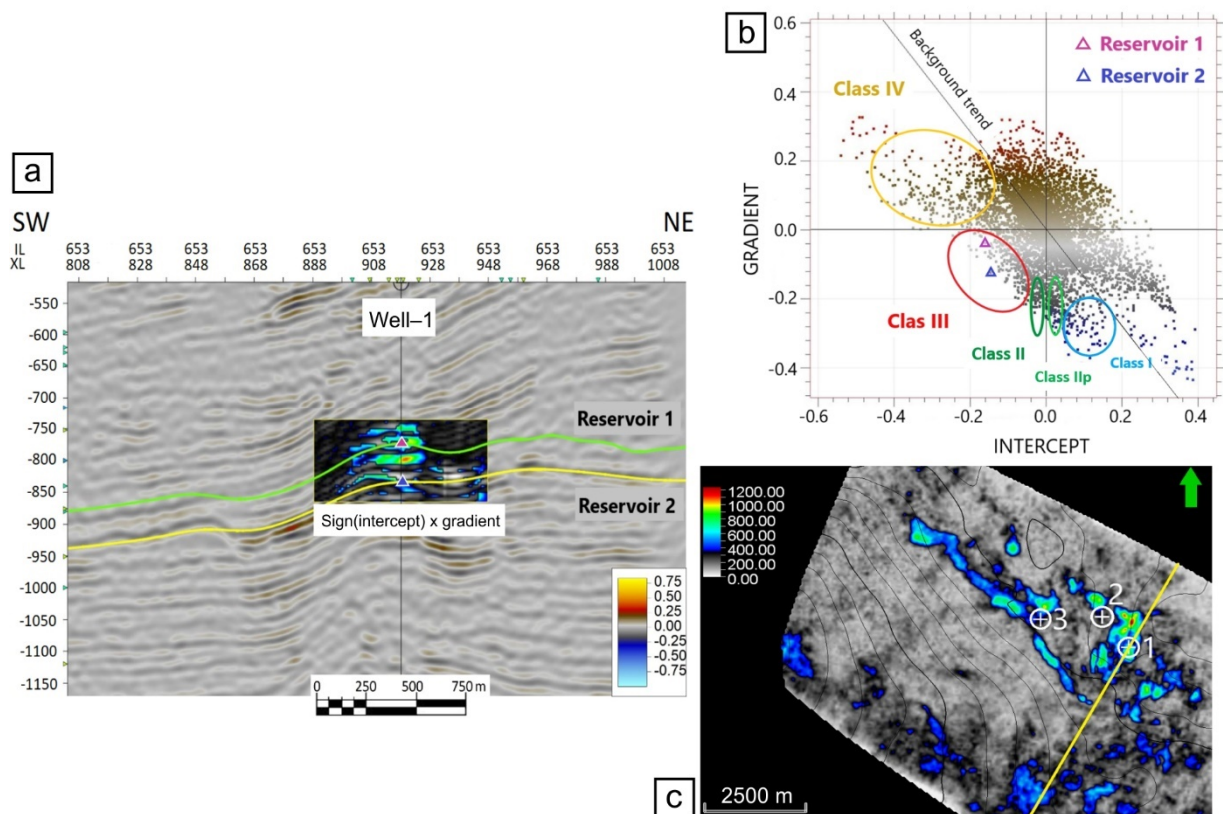 a
SW
NE
IL 653 653 653 653 653 653 653 653 653 653 653
XL 808 828 848 868 888 908 928 948 968 988 1008
-550
-600
-650
-700
-750
-800
-850
-900
-950
-1000
-1050
-1100
-1150
Well–1
Reservoir 1
Reservoir 2
Sign(intercept) x gradient
0.75
0.50
0.25
0.00
-0.25
-0.50
-0.75
0 250 500 750 m
b
GRADIENT
0.6
0.4
0.2
0.0
-0.2
-0.4
Background trend
Reservoir 1
Reservoir 2
Class IV
Clas III
Class II
Class IIp
Class I
-0.6 -0.4 -0.2 0.0 0.2 0.4
INTERCEPT
1200.00
1000.00
800.00
600.00
400.00
200.00
0.00
2
3
1
c
2500 m